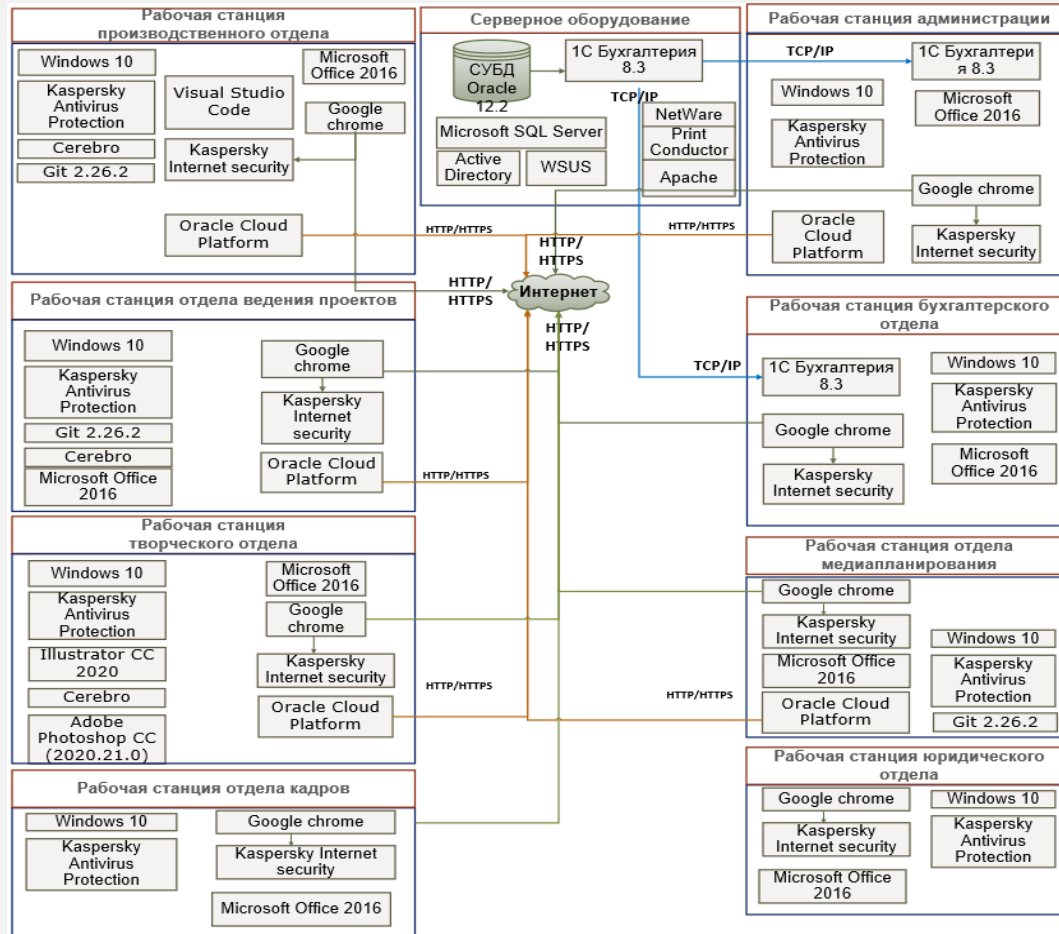 Рабочая станция
производственного отдела
Windows 10
Kaspersky
Antivirus
Protection
Cerebro
Git 2.26.2
Visual Studio
Code
Microsoft
Office 2016
Google
chrome
Kaspersky
Internet security
Oracle Cloud
Platform
HTTP/HTTPS
HTTP/
HTTPS
Серверное оборудование
СУБД
Oracle
12.2
1С Бухгалтерия
8.3
TCP/IP
TCP/IP
Microsoft SQL Server
Active
Directory
WSUS
NetWare
Print
Conductor
Apache
HTTP/
HTTPS
Интернет
HTTP/
HTTPS
Рабочая станция администрации
1С Бухгалтери
я 8.3
Windows 10
Microsoft
Office 2016
Kaspersky
Antivirus
Protection
Google chrome
Oracle
Cloud
Platform
Kaspersky
Internet security
HTTP/HTTPS
Рабочая станция отдела ведения проектов
Windows 10
Kaspersky
Antivirus
Protection
Git 2.26.2
Cerebro
Microsoft Office
2016
Google
chrome
Kaspersky
Internet
security
Oracle Cloud
Platform
HTTP/HTTPS
Рабочая станция бухгалтерского
отдела
TCP/IP
1С Бухгалтерия
8.3
Google chrome
Kaspersky
Internet security
Windows 10
Kaspersky
Antivirus
Protection
Microsoft
Office 2016
Рабочая станция
творческого отдела
Windows 10
Kaspersky
Antivirus
Protection
Illustrator CC
2020
Cerebro
Adobe
Photoshop CC
(2020.21.0)
Microsoft
Office 2016
Google
chrome
Kaspersky
Internet security
Oracle Cloud
Platform
HTTP/HTTPS
Рабочая станция отдела
медиапланирования
Google chrome
Kaspersky
Internet security
Microsoft
Office 2016
Oracle Cloud
Platform
HTTP/HTTPS
Windows 10
Kaspersky
Antivirus
Protection
Git 2.26.2
Рабочая станция отдела кадров
Windows 10
Kaspersky
Antivirus
Protection
Google chrome
Kaspersky Internet
security
Microsoft Office 2016
Рабочая станция юридического
отдела
Google chrome
Kaspersky
Internet security
Microsoft Office
2016
Windows 10
Kaspersky
Antivirus
Protection